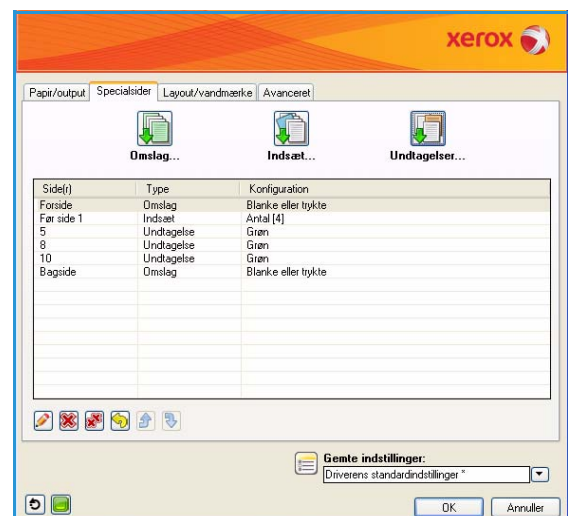 xerox
Papir/output Specialsider Layout/vandmærke Avanceret
Omslag... Indsæt... Undtagelser...
Side(r) Type Konfiguration
Forside Omslag Blanke eller trykte
Før side 1 Indsæt Antal [4]
5 Undtagelse Grøn
8 Undtagelse Grøn
10 Undtagelse Grøn
Bagside Omslag Blanke eller trykte
Gemte indstillinger:
Driverens standardindstillinger *
OK Annuller